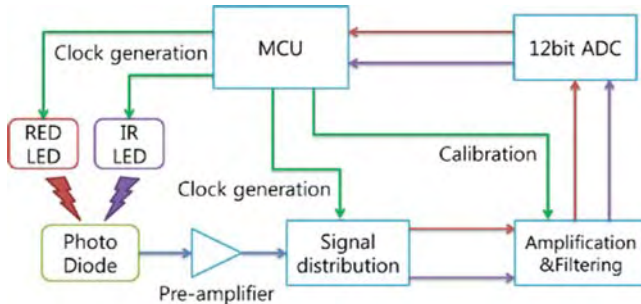 Clock generation
MCU
12bit ADC
RED
LED
IR
LED
Calibration
Clock generation
Photo
Diode
Pre-amplifier
Signal
distribution
Amplification
&Filtering